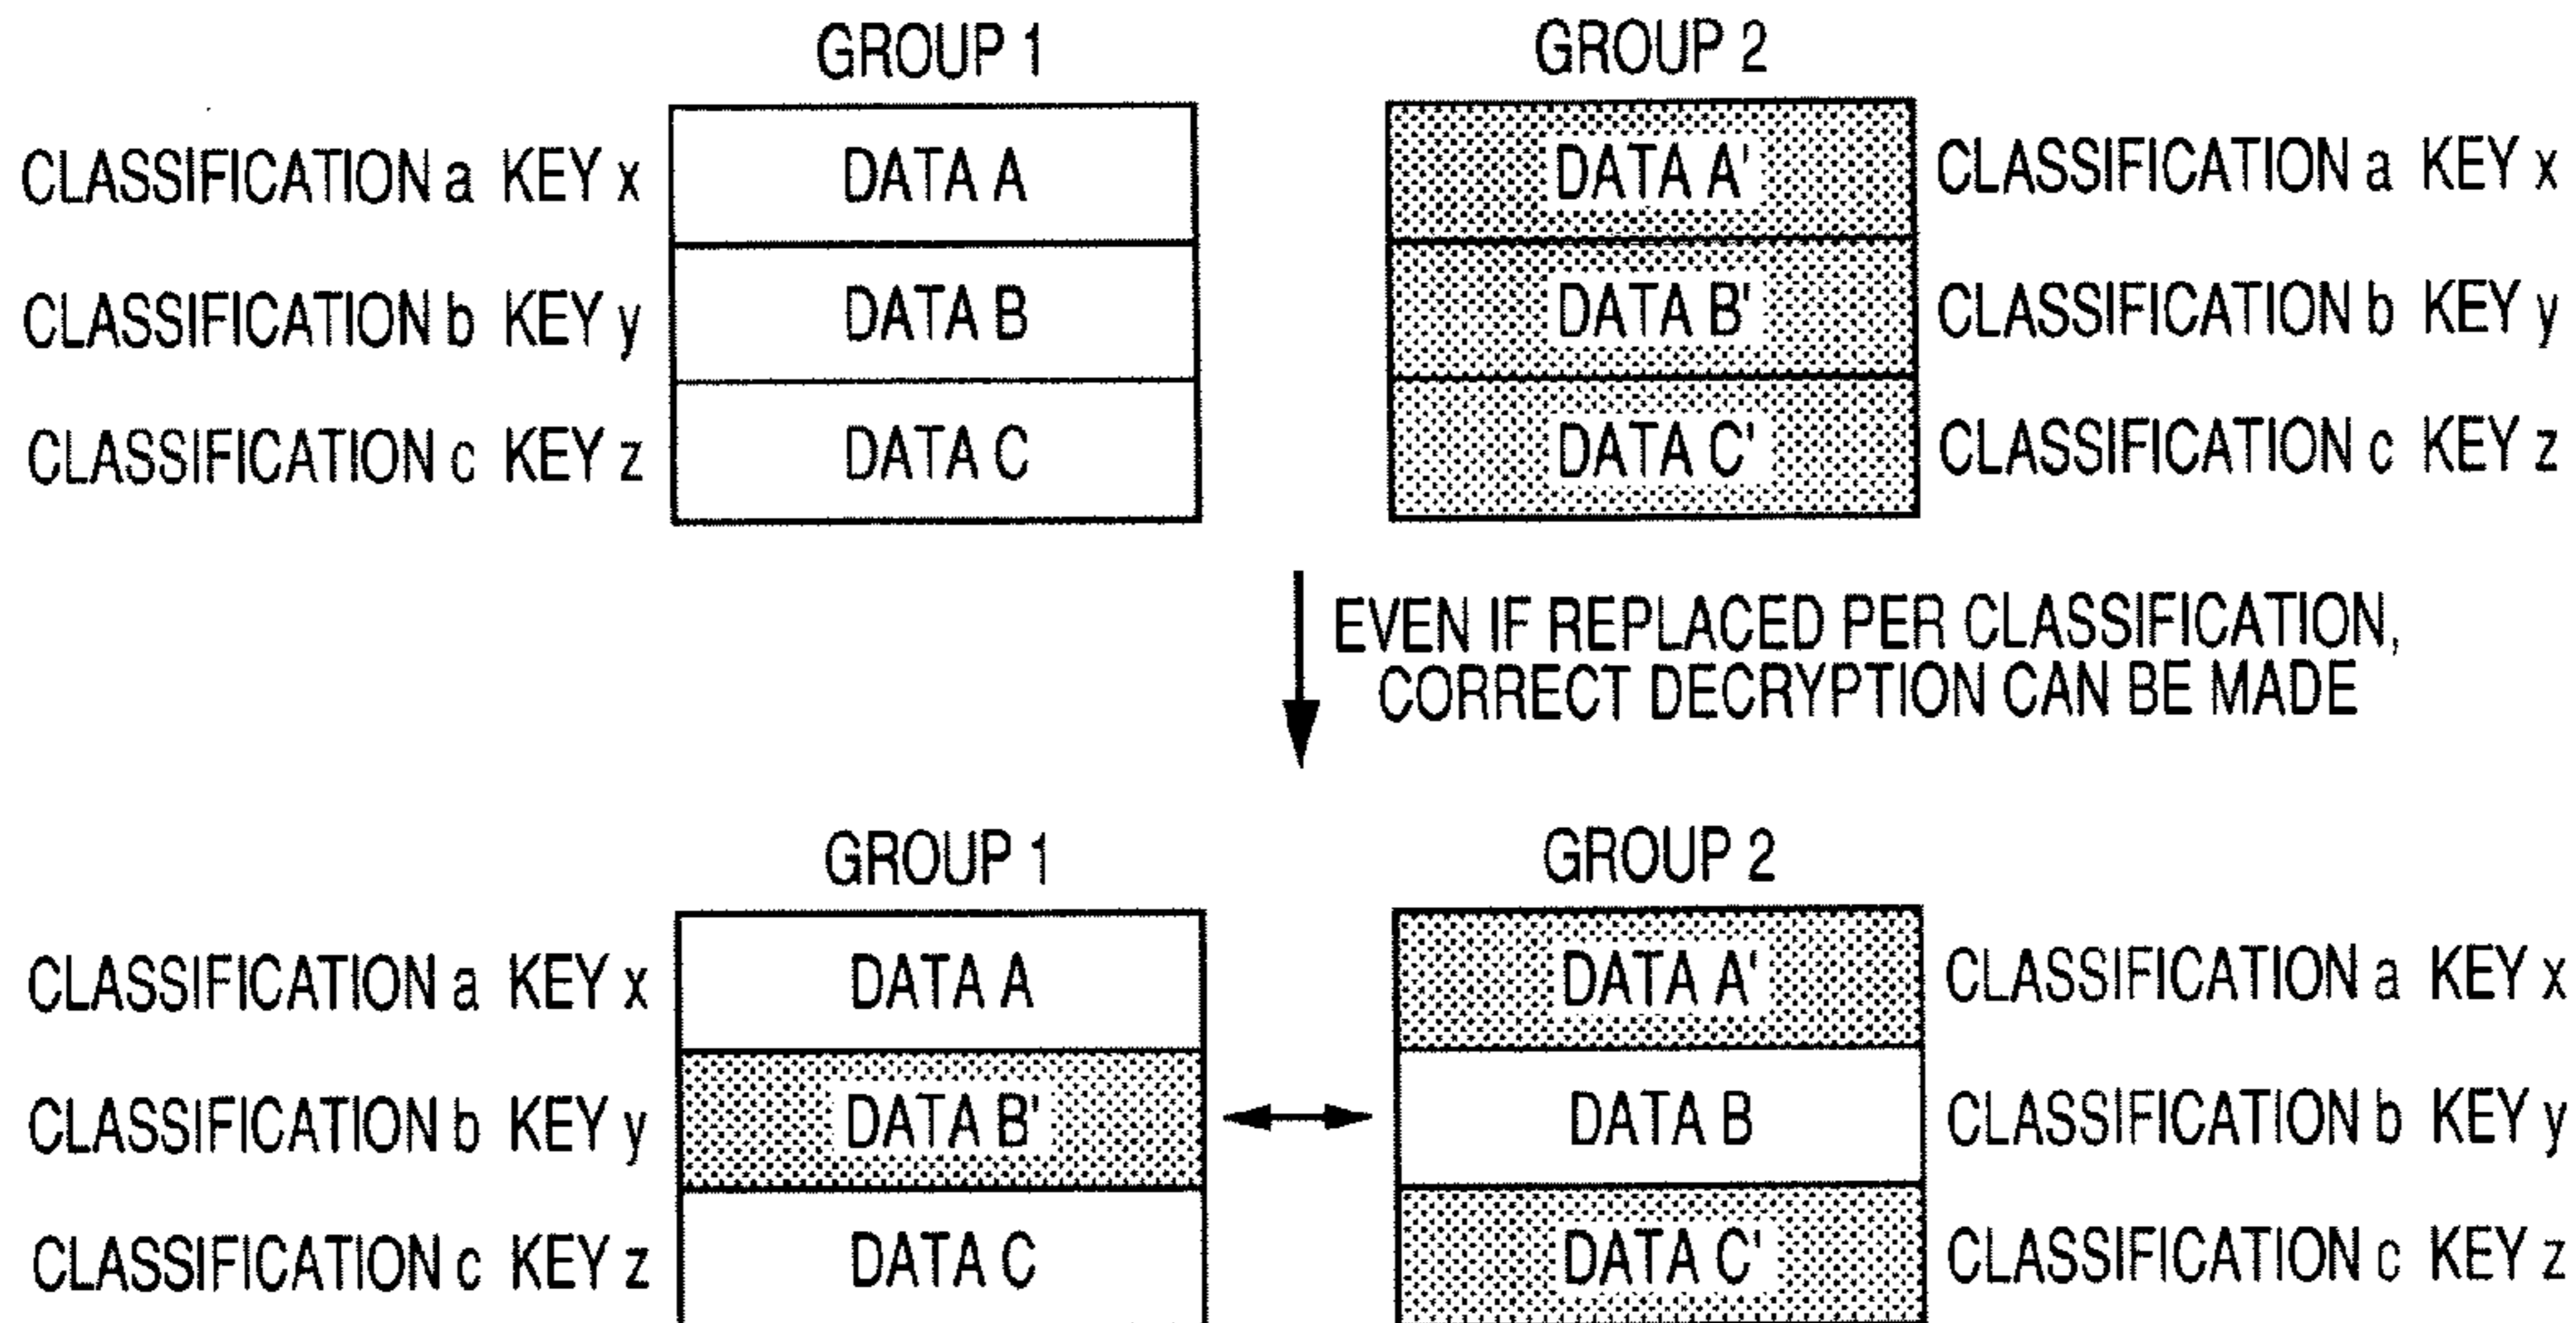 GROUP 1 GROUP 2
CLASSIFICATION a KEY x DATA A DATA A' CLASSIFICATION a KEY x
CLASSIFICATION b KEY y DATA B DATA B' CLASSIFICATION b KEY y
CLASSIFICATION c KEY z DATA C DATA C' CLASSIFICATION c KEY z
EVEN IF REPLACED PER CLASSIFICATION,
CORRECT DECRYPTION CAN BE MADE
GROUP 1 GROUP 2
CLASSIFICATION a KEY x DATA A DATA A' CLASSIFICATION a KEY x
CLASSIFICATION b KEY y DATA B' DATA B CLASSIFICATION b KEY y
CLASSIFICATION c KEY z DATA C DATA C' CLASSIFICATION c KEY z